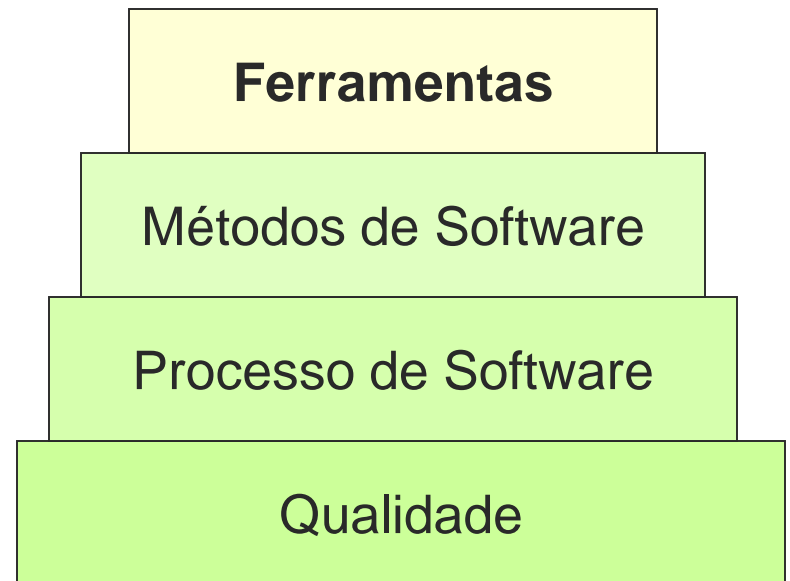 Ferramentas
Métodos de Software
Processo de Software
Qualidade